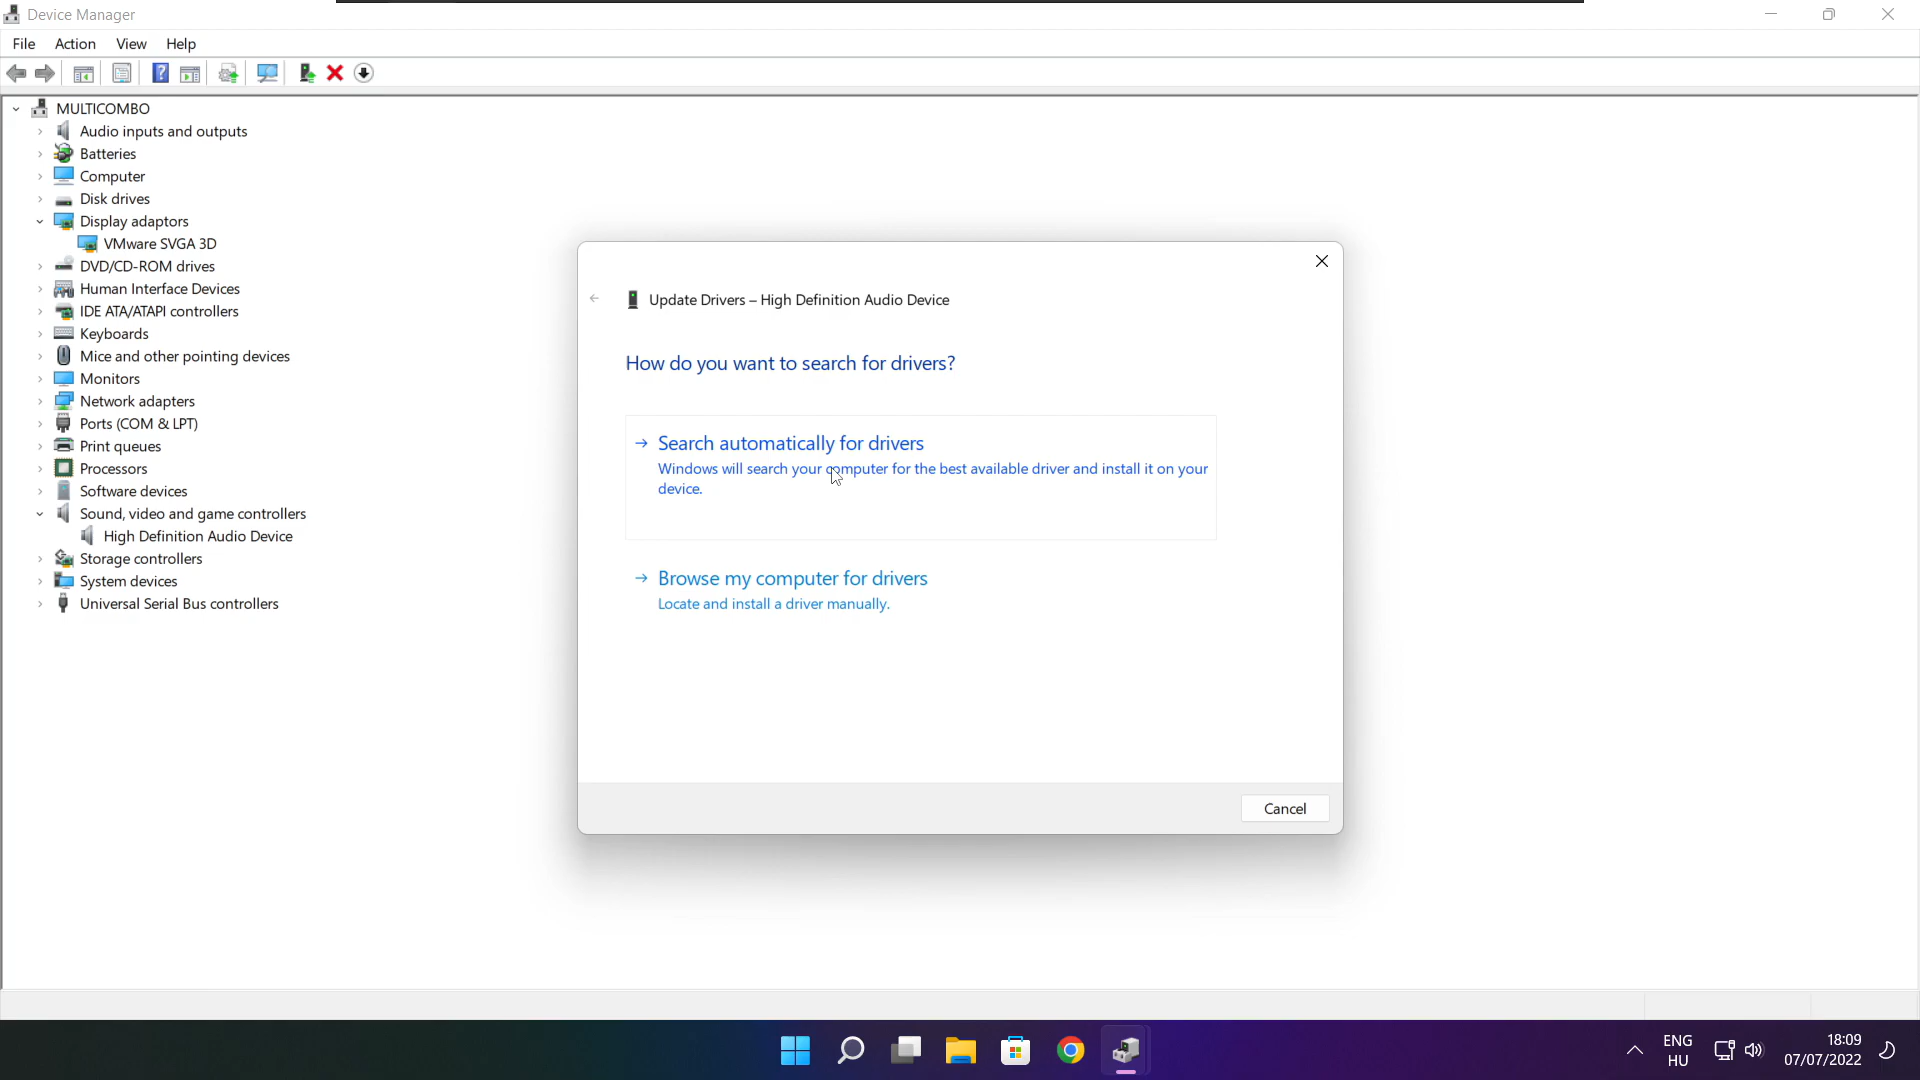 Device Manager
File Action View Help
MULTICOMBO
Audio inputs and outputs
Batteries
Computer
Disk drives
Display adaptors
VMware SVGA 3D
DVD/CD-ROM drives
Human Interface Devices
IDE ATA/ATAPI controllers
Keyboards
Mice and other pointing devices
Monitors
Network adapters
Ports (COM & LPT)
Print queues
Processors
Software devices
Sound, video and game controllers
High Definition Audio Device
Storage controllers
System devices
Universal Serial Bus controllers
Update Drivers – High Definition Audio Device
How do you want to search for drivers?
Search automatically for drivers
Windows will search your computer for the best available driver and install it on your
device.
Browse my computer for drivers
Locate and install a driver manually.
Cancel
ENG
HU
18:09
07/07/2022